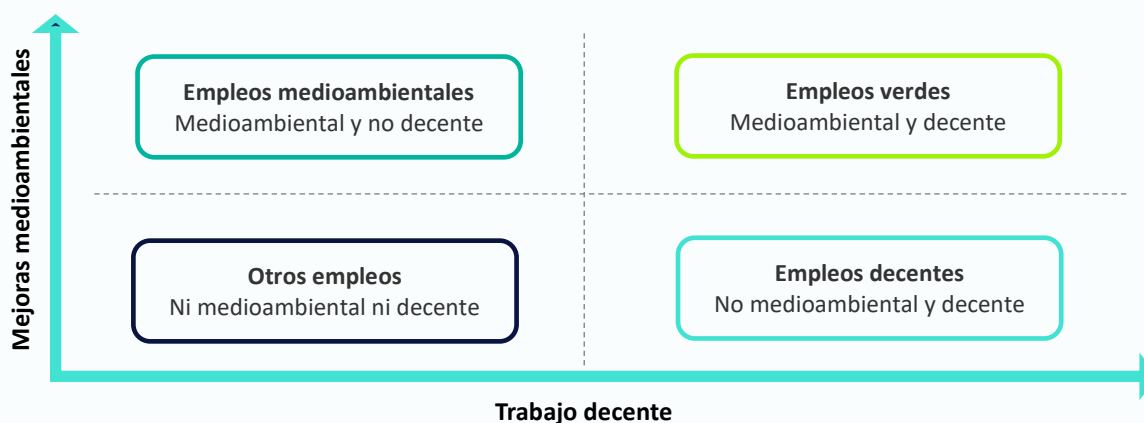 Mejoras medioambientales
Empleos medioambientales
Medioambiental y no decente
Empleos verdes
Medioambiental y decente
Otros empleos
Ni medioambiental ni decente
Empleos decentes
No medioambiental y decente
Trabajo decente